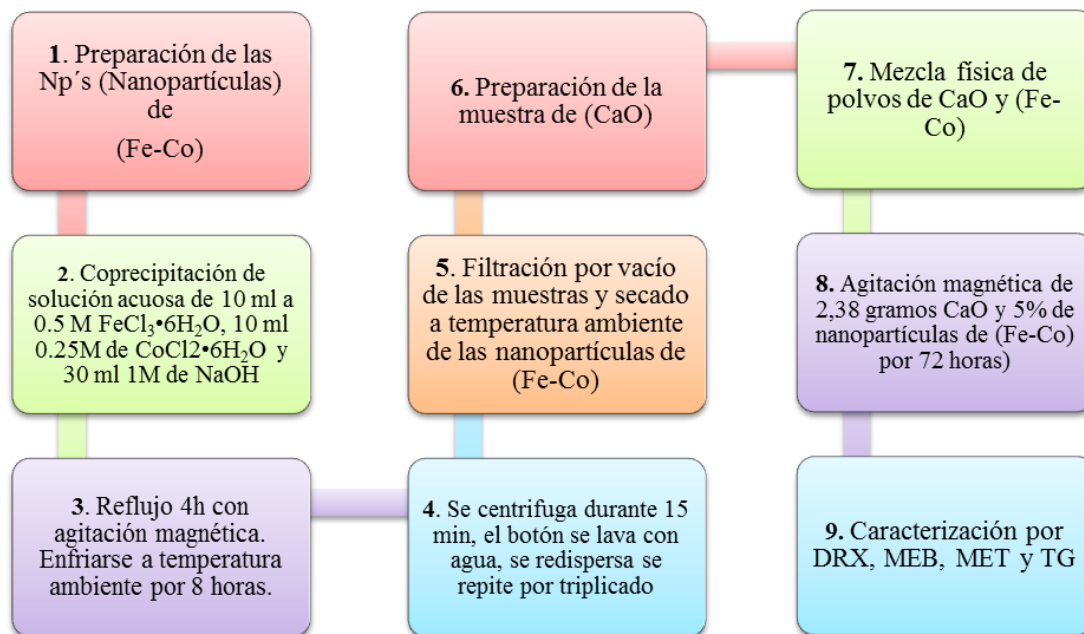 1. Preparación de las
Np´s (Nanopartículas)
de
(Fe-Co)
2. Coprecipitación de
solución acuosa de 10 ml a
0.5 M FeCl₃•6H₂O, 10 ml
0.25M de CoCl2•6H₂O y
30 ml 1M de NaOH
3. Reflujo 4h con
agitación magnética.
Enfriarse a temperatura
ambiente por 8 horas.
4. Se centrifuga durante 15
min, el botón se lava con
agua, se redispersa se
repite por triplicado
5. Filtración por vacío
de las muestras y secado
a temperatura ambiente
de las nanopartículas de
(Fe-Co)
6. Preparación de la
muestra de (CaO)
7. Mezcla física de
polvos de CaO y (Fe-
Co)
8. Agitación magnética de
2,38 gramos CaO y 5% de
nanopartículas de (Fe-Co)
por 72 horas)
9. Caracterización por
DRX, MEB, MET y TG